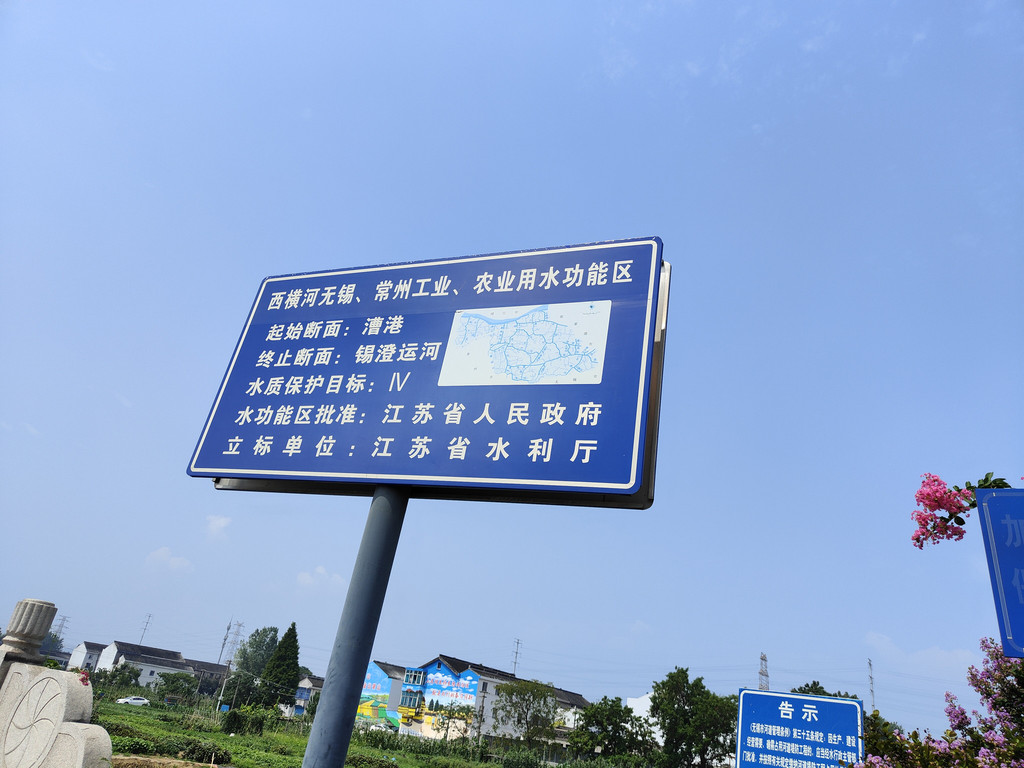 西横河无锡、常州工业、农业用水功能区
起始断面：漕港
终止断面：锡澄运河
水质保护目标：Ⅳ
水功能区批准：江苏省人民政府
立标单位：江苏省水利厅
加
告示